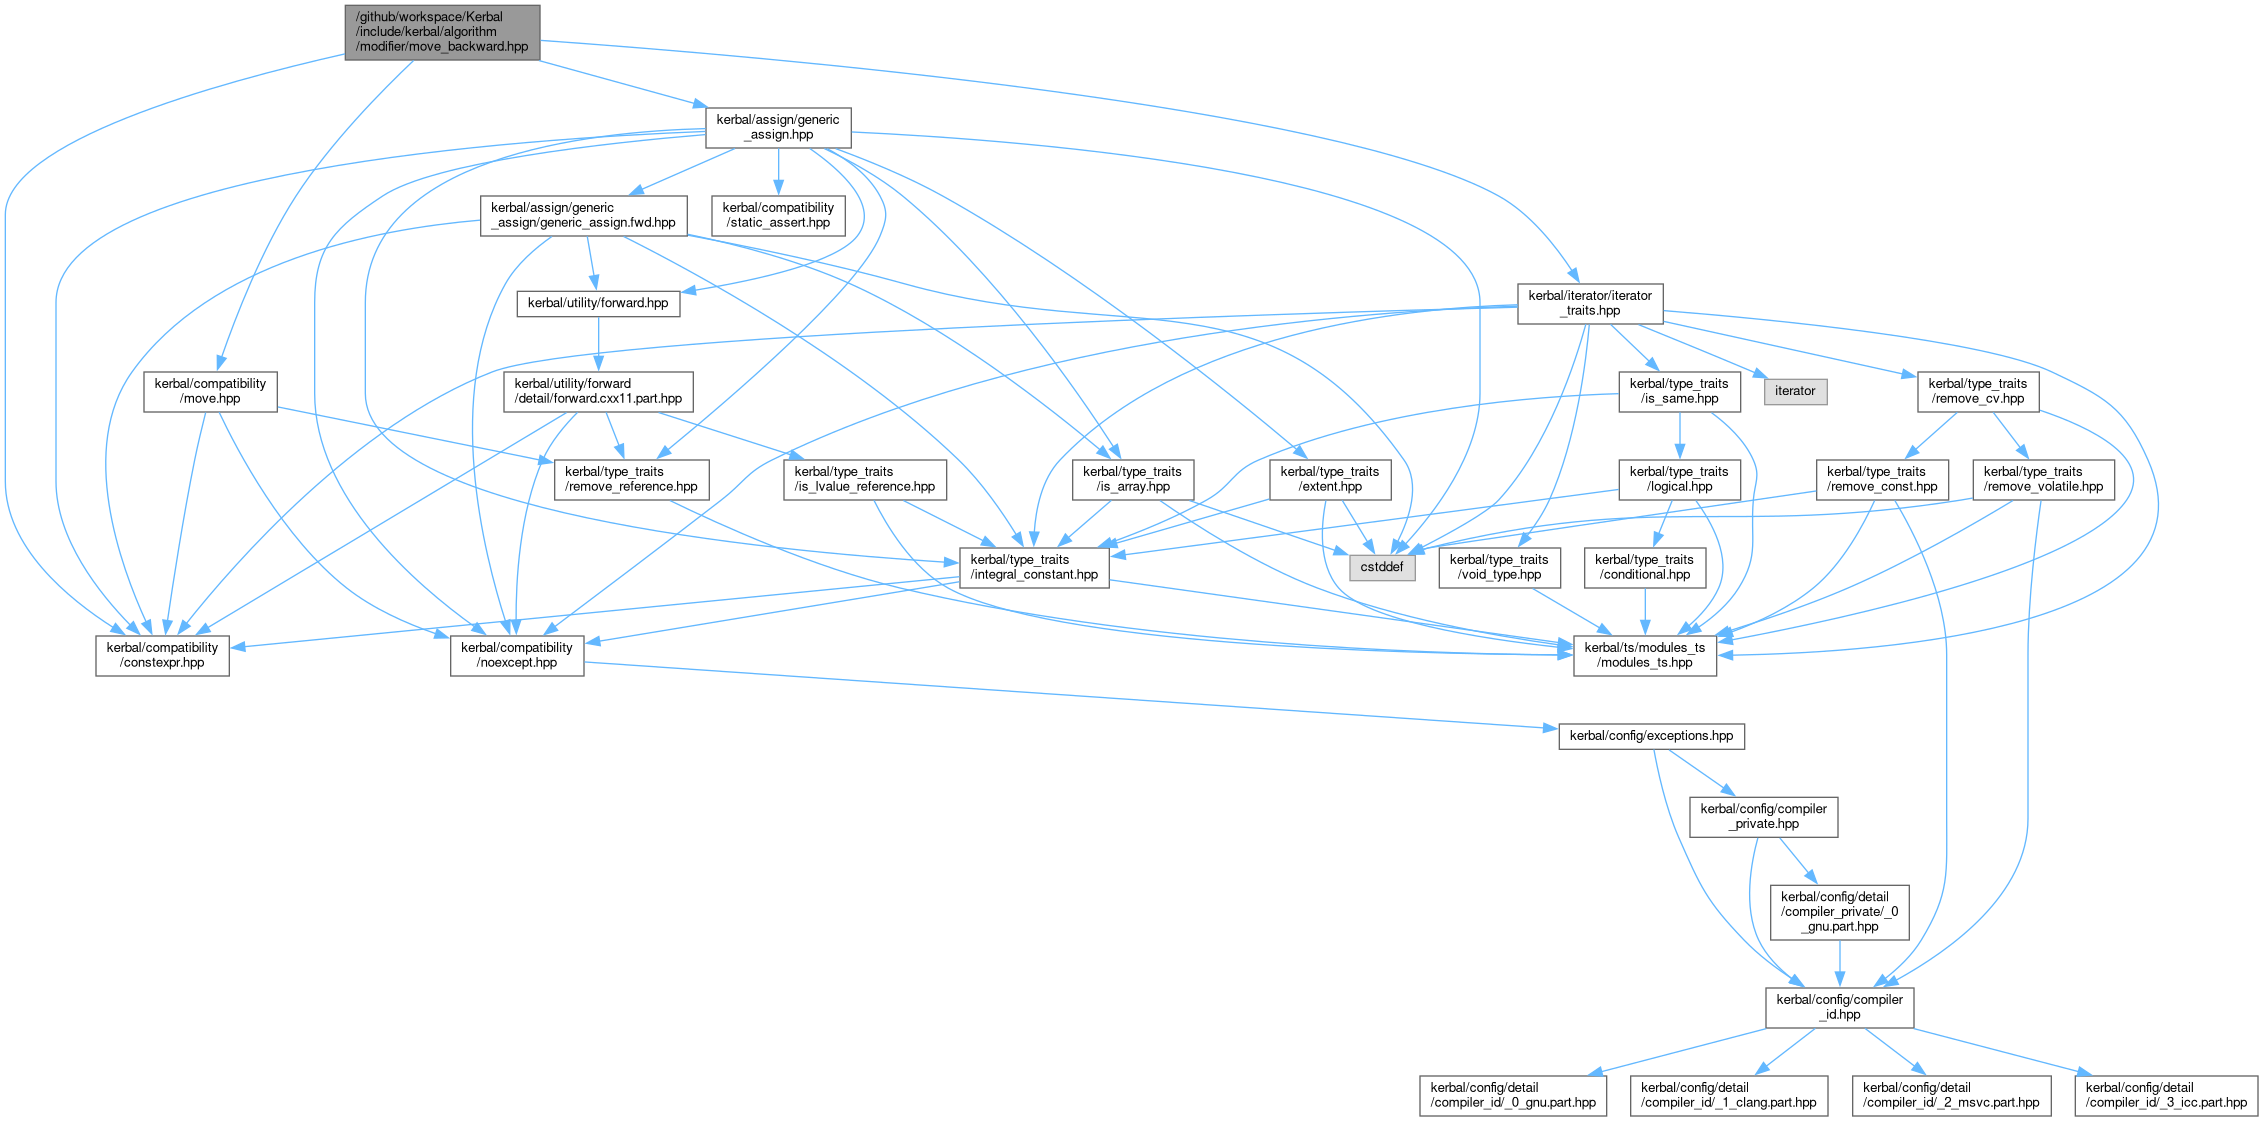 /github/workspace/Kerbal
/include/kerbal/algorithm
/modifier/move_backward.hpp
kerbal/assign/generic
_assign.hpp
kerbal/assign/generic
_assign/generic_assign.fwd.hpp
kerbal/compatibility
/static_assert.hpp
kerbal/utility/forward.hpp
kerbal/iterator/iterator
_traits.hpp
kerbal/compatibility
/move.hpp
kerbal/utility/forward
/detail/forward.cxx11.part.hpp
kerbal/type_traits
/is_same.hpp
iterator
kerbal/type_traits
/remove_cv.hpp
kerbal/type_traits
/remove_reference.hpp
kerbal/type_traits
/is_lvalue_reference.hpp
kerbal/type_traits
/is_array.hpp
kerbal/type_traits
/extent.hpp
kerbal/type_traits
/logical.hpp
kerbal/type_traits
/remove_const.hpp
kerbal/type_traits
/remove_volatile.hpp
kerbal/type_traits
/integral_constant.hpp
cstddef
kerbal/type_traits
/void_type.hpp
kerbal/type_traits
/conditional.hpp
kerbal/compatibility
/constexpr.hpp
kerbal/compatibility
/noexcept.hpp
kerbal/ts/modules_ts
/modules_ts.hpp
kerbal/config/exceptions.hpp
kerbal/config/compiler
_private.hpp
kerbal/config/detail
/compiler_private/_0
_gnu.part.hpp
kerbal/config/compiler
_id.hpp
kerbal/config/detail
/compiler_id/_0_gnu.part.hpp
kerbal/config/detail
/compiler_id/_1_clang.part.hpp
kerbal/config/detail
/compiler_id/_2_msvc.part.hpp
kerbal/config/detail
/compiler_id/_3_icc.part.hpp